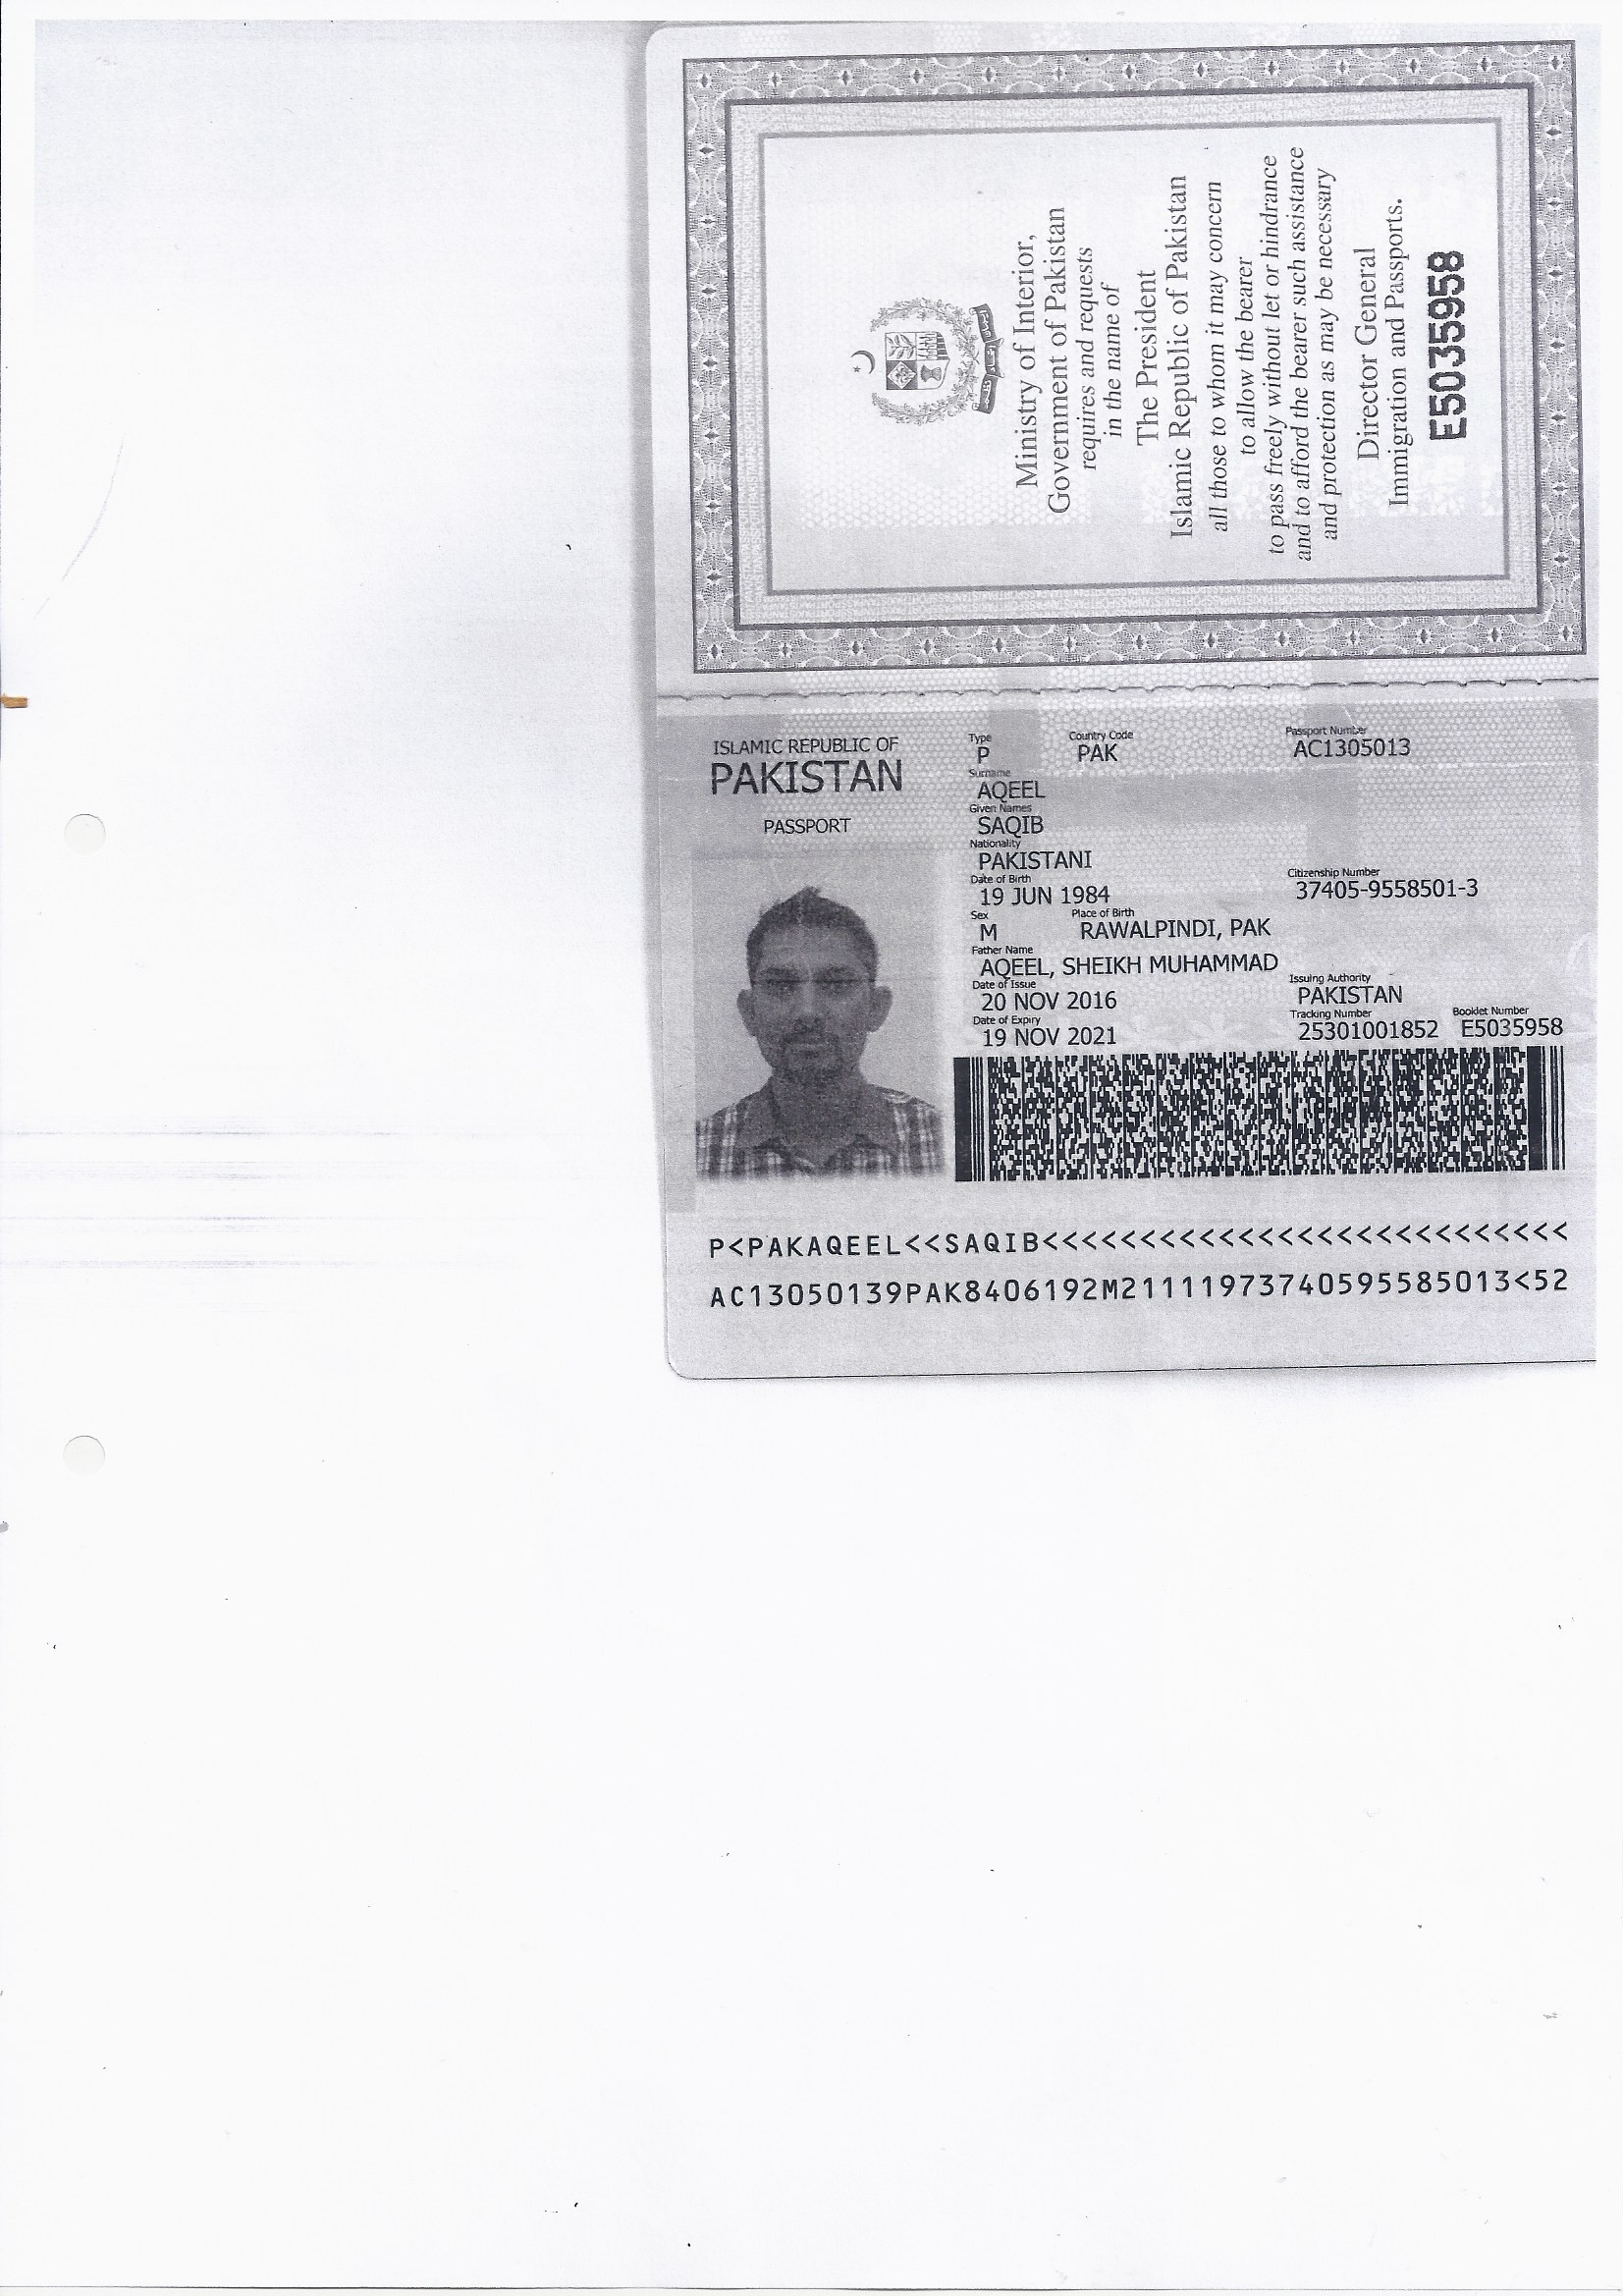 Ministry of Interior,
Government of Pakistan
requires and requests
in the name of
The President
Islamic Republic of Pakistan
all those to whom it may concern
to allow the bearer
to pass freely without let or hindrance
and to afford the bearer such assistance
and protection as may be necessary
Director General
Immigration and Passports.
E5035958
ISLAMIC REPUBLIC OF
PAKISTAN
PASSPORT
Type Country Code Passport Number
P PAK AC1305013
Surname
AQEEL
Given Names
SAQIB
Nationality
PAKISTANI
Date of Birth Citizenship Number
19 JUN 1984 37405-9558501-3
Sex Place of Birth
M RAWALPINDI, PAK
Father Name
AQEEL, SHEIKH MUHAMMAD
Date of Issue Issuing Authority
20 NOV 2016 PAKISTAN
Date of Expiry Tracking Number Booklet Number
19 NOV 2021 25301001852 E5035958
P<PAKAQEEL<<SAQIB<<<<<<<<<<<<<<<<<<<<<<<<<<<
AC13050139PAK8406192M21111973740595585013<52